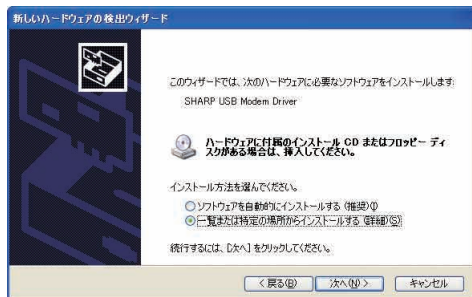 新しいハードウェアの検出ウィザード
このウィザードでは、次のハードウェアに必要なソフトウェアをインストールします:
SHARP USB Modem Driver
ハードウェアに付属のインストール CD またはフロッピー ディ
スクがある場合は、挿入してください。
インストール方法を選んでください。
ソフトウェアを自動的にインストールする (推奨)(I)
一覧または特定の場所からインストールする (詳細)(S)
続行するには、[次へ] をクリックしてください。
< 戻る(B) 次へ(N) > キャンセル